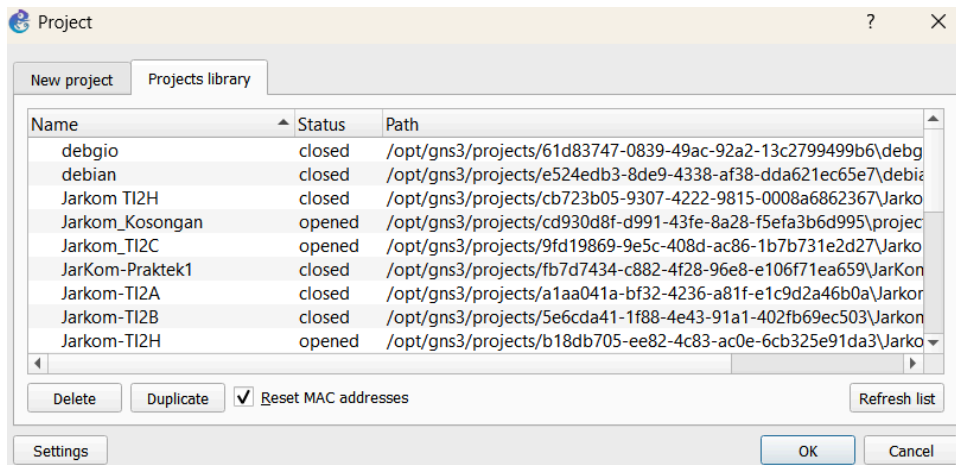 Project
New project Projects library
Name Status Path
debgio closed /opt/gns3/projects/61d83747-0839-49ac-92a2-13c2799499b6\debg
debian closed /opt/gns3/projects/e524edb3-8de9-4338-af38-dda621ec65e7\debia
Jarkom TI2H closed /opt/gns3/projects/cb723b05-9307-4222-9815-0008a6862367\Jarko
Jarkom_Kosongan opened /opt/gns3/projects/cd930d8f-d991-43fe-8a28-f5efa3b6d995\projec
Jarkom_TI2C opened /opt/gns3/projects/9fd19869-9e5c-408d-ac86-1b7b731e2d27\Jarko
JarKom-Praktek1 closed /opt/gns3/projects/fb7d7434-c882-4f28-96e8-e106f71ea659\JarKon
Jarkom-TI2A closed /opt/gns3/projects/a1aa041a-bf32-4236-a81f-e1c9d2a46b0a\Jarkor
Jarkom-TI2B closed /opt/gns3/projects/5e6cda41-1f88-4e43-91a1-402fb69ec503\Jarkon
Jarkom-TI2H opened /opt/gns3/projects/b18db705-ee82-4c83-ac0e-6cb325e91da3\Jarko
Delete Duplicate Reset MAC addresses Refresh list
Settings OK Cancel